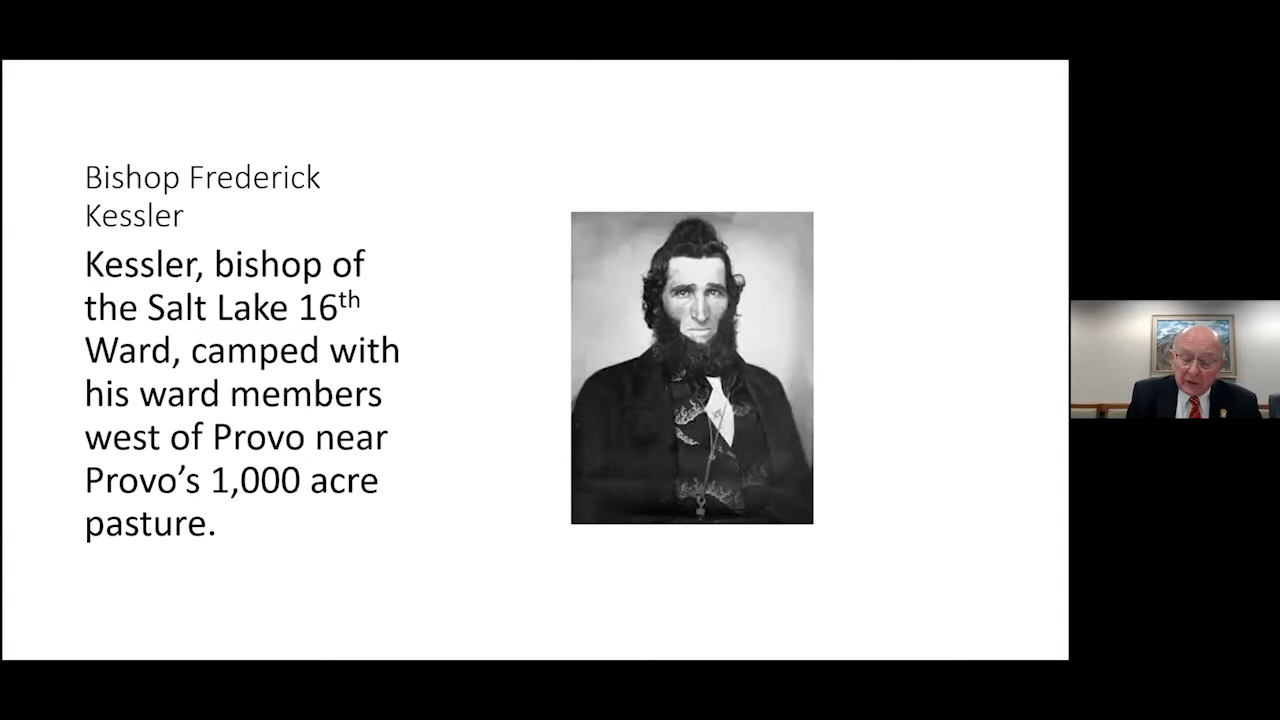 Bishop Frederick
Kessler
Kessler, bishop of
the Salt Lake 16th
Ward, camped with
his ward members
west of Provo near
Provo’s 1,000 acre
pasture.